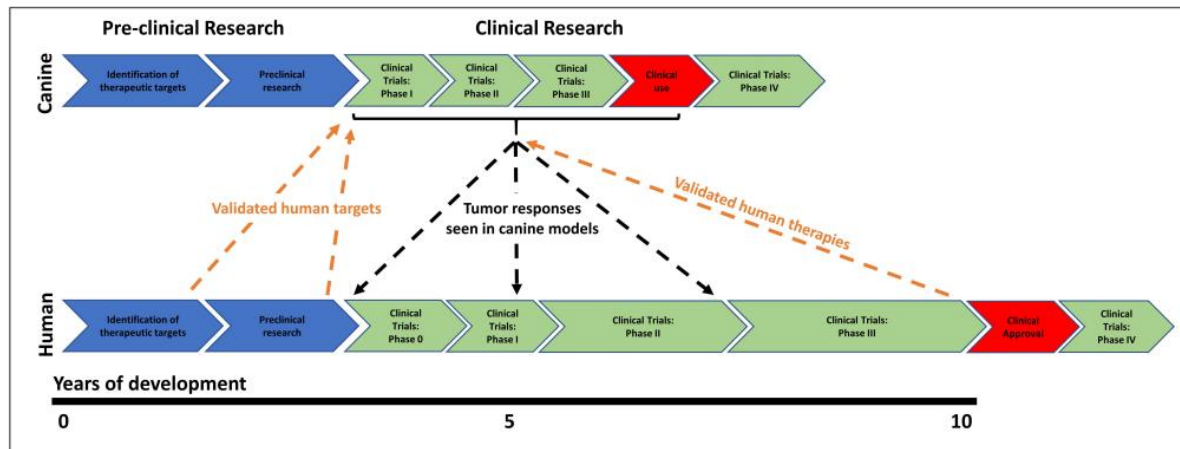 Pre-clinical Research
Clinical Research
Canine
Identification of
therapeutic targets
Preclinical
research
Clinical
Trials:
Phase I
Clinical
Trials:
Phase II
Clinical
Trials:
Phase III
Clinical
use
Clinical Trials:
Phase IV
Validated human targets
Tumor responses
seen in canine models
Validated human therapies
Human
Identification of
therapeutic targets
Preclinical
research
Clinical
Trials:
Phase 0
Clinical
Trials:
Phase I
Clinical Trials:
Phase II
Clinical Trials:
Phase III
Clinical
Approval
Clinical
Trials:
Phase IV
Years of development
0
5
10